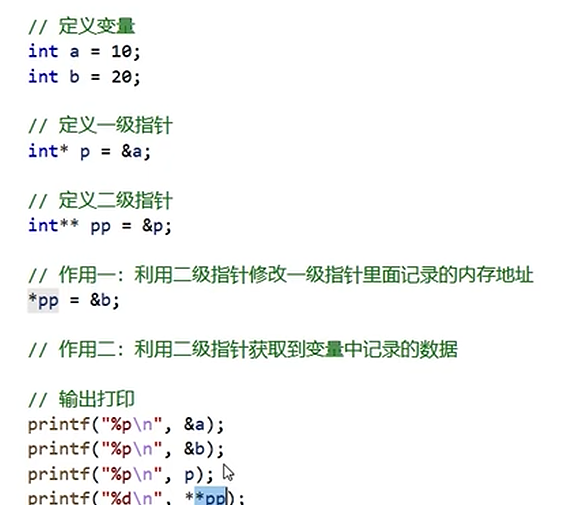 // 定义变量
int a = 10;
int b = 20;
// 定义一级指针
int* p = &a;
// 定义二级指针
int** pp = &p;
// 作用一：利用二级指针修改一级指针里面记录的内存地址
*pp = &b;
// 作用二：利用二级指针获取到变量中记录的数据
// 输出打印
printf("%p\n", &a);
printf("%p\n", &b);
printf("%p\n", p);
printf("%d\n", **pp);